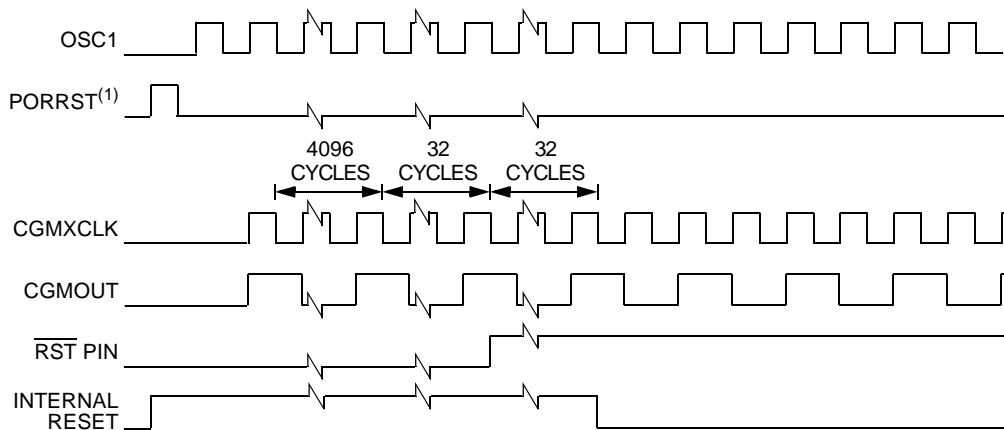 OSC1
PORRST(1)
4096
CYCLES
32
CYCLES
32
CYCLES
CGMXCLK
CGMOUT
RST PIN
INTERNAL
RESET